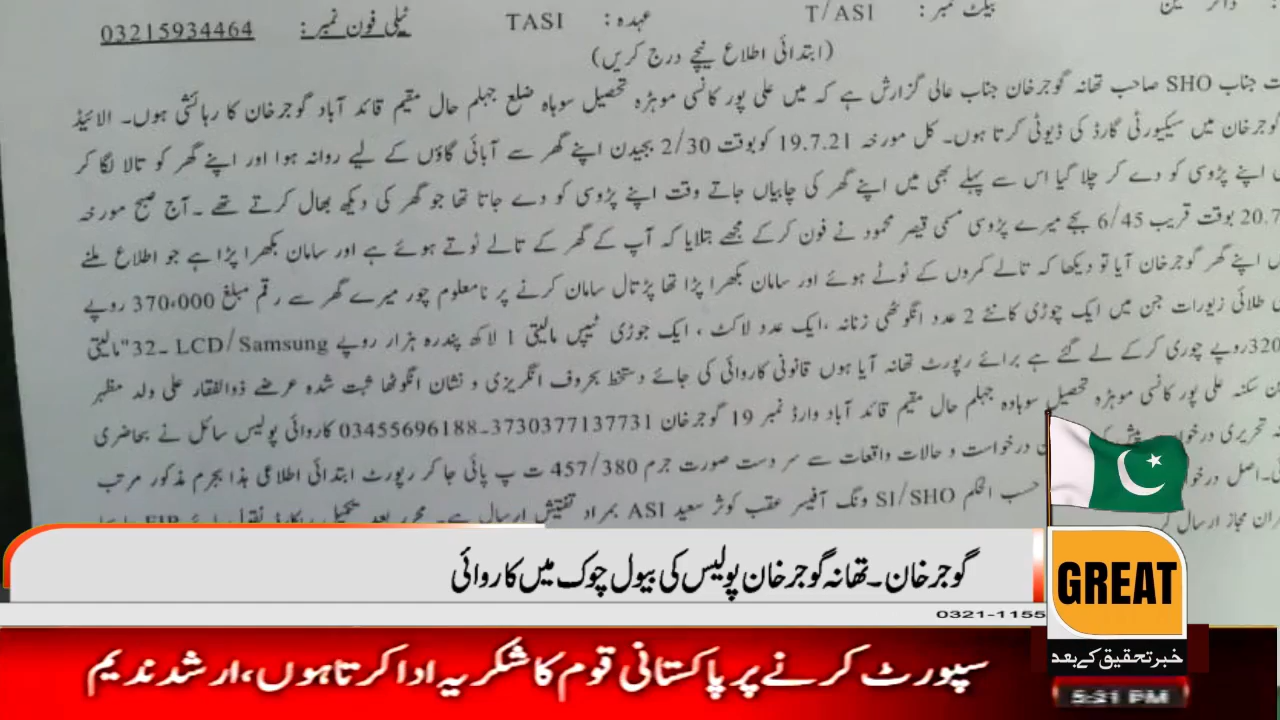 بیلٹ نمبر: T/ASI عہدہ: TASI ٹیلی فون نمبر: 03215934464
(ابتدائی اطلاع نیچے درج کریں)
جناب SHO صاحب تھانہ گوجرخان جناب عالی گزارش ہے کہ میں علی پور کانسی موہڑہ تحصیل سوہاوہ ضلع جہلم حال مقیم قائد آباد گوجرخان کا رہائشی ہوں۔ الائیڈ
گوجرخان میں سیکیورٹی گارڈ کی ڈیوٹی کرتا ہوں۔ کل مورخہ 19.7.21 کو بوقت 2/30 بجیدن اپنے گھر سے آبائی گاؤں کے لیے روانہ ہوا اور اپنے گھر کو تالا لگا کر
اپنے پڑوسی کو دے کر چلا گیا اس سے پہلے بھی میں اپنے گھر کی چابیاں جاتے وقت اپنے پڑوسی کو دے جاتا تھا جو گھر کی دیکھ بھال کرتے تھے ۔ آج صبح مورخہ
20.7 بوقت قریب 6/45 بجے میرے پڑوسی مسمی قیصر محمود نے فون کرکے مجھے بتلایا کہ آپ کے گھر کے تالے ٹوٹے ہوئے ہے اور سامان بکھرا پڑا ہے جو اطلاع ملنے
اپنے گھر گوجرخان آیا تو دیکھا کہ تالے کمروں کے ٹوٹے ہوئے اور سامان بکھرا پڑا تھا پڑتال سامان کرنے پر نامعلوم چور میرے گھر سے رقم مبلغ 370،000 روپے
طلائی زیورات جن میں ایک جوڑی کانٹے 2 عدد انگوٹھی زنانہ ،ایک عدد لاکٹ ، ایک جوڑی ٹیپس مالیتی 1 لاکھ پندرہ ہزار روپے LCD/Samsung ۔32"مالیتی
320روپے چوری کرکے لے گئے ہے برائے رپورٹ تھانہ آیا ہوں قانونی کاروائی کی جائے دستخط بحروف انگریزی و نشان انگوٹھا ثبت شدہ عرضے ذوالفقار علی ولد مظہر
سکنہ علی پور کانسی موہڑہ تحصیل سوہاوہ جہلم حال مقیم قائد آباد وارڈ نمبر 19 گوجرخان 3730377137731۔03455696188 کاروائی پولیس سائل نے بحاضری
تحریری درخواست درخواست و حالات واقعات سے سر دست صورت جرم 457/380 ت پ پائی جا کر رپورٹ ابتدائی اطلاعی ہذا بجرم مذکور مرتب
اصل حسب الحکم SI/SHO ونگ آفیسر عقب کوثر سعید ASI بمراد تفتیش ارسال ہے۔
گوجرخان۔تھانہ گوجرخان پولیس کی بیول چوک میں کاروائی
0321-1155
GREAT
خبر تحقیق کے بعد
سپورٹ کرنے پر پاکستانی قوم کا شکریہ ادا کرتا ہوں، ارشد ندیم
5:31 PM